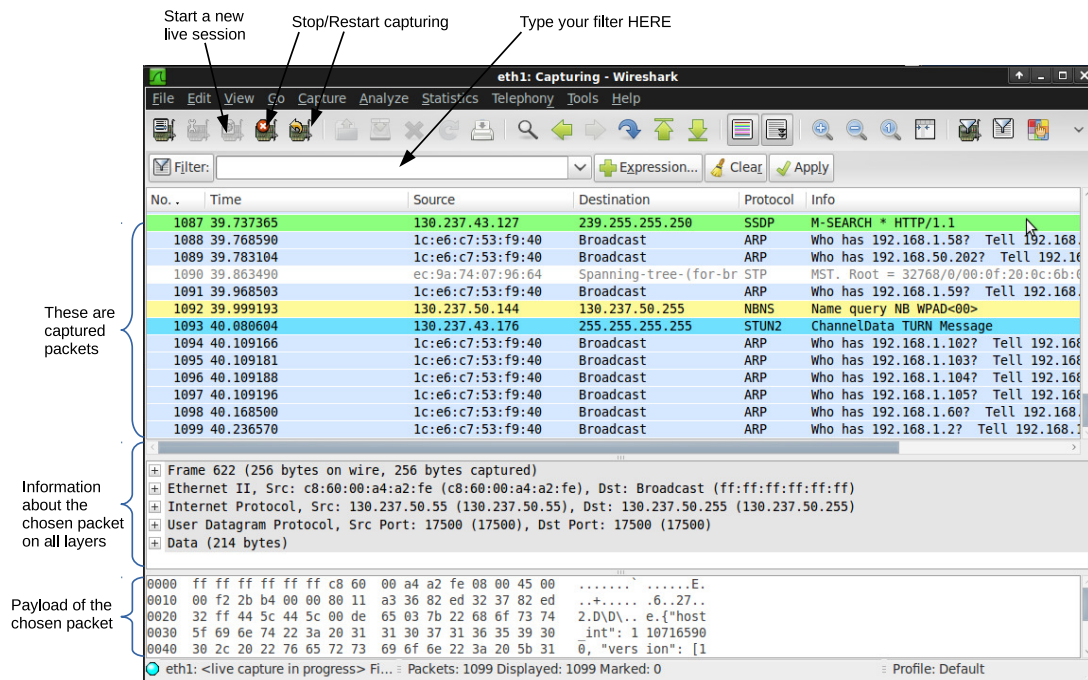 Start a new
live session
Stop/Restart capturing
Type your filter HERE
eth1: Capturing - Wireshark
File Edit View Go Capture Analyze Statistics Telephony Tools Help
Filter: Expression... Clear Apply
No. . Time Source Destination Protocol Info
1087 39.737365 130.237.43.127 239.255.255.250 SSDP M-SEARCH * HTTP/1.1
1088 39.768590 1c:e6:c7:53:f9:40 Broadcast ARP Who has 192.168.1.58? Tell 192.168.
1089 39.783104 1c:e6:c7:53:f9:40 Broadcast ARP Who has 192.168.50.202? Tell 192.16
1090 39.863490 ec:9a:74:07:96:64 Spanning-tree-(for-br STP MST. Root = 32768/0/00:0f:20:0c:6b:
1091 39.968503 1c:e6:c7:53:f9:40 Broadcast ARP Who has 192.168.1.59? Tell 192.168.
1092 39.999193 130.237.50.144 130.237.50.255 NBNS Name query NB WPAD<00>
1093 40.080604 130.237.43.176 255.255.255.255 STUN2 ChannelData TURN Message
1094 40.109166 1c:e6:c7:53:f9:40 Broadcast ARP Who has 192.168.1.102? Tell 192.168
1095 40.109181 1c:e6:c7:53:f9:40 Broadcast ARP Who has 192.168.1.103? Tell 192.168
1096 40.109188 1c:e6:c7:53:f9:40 Broadcast ARP Who has 192.168.1.104? Tell 192.168
1097 40.109196 1c:e6:c7:53:f9:40 Broadcast ARP Who has 192.168.1.105? Tell 192.168
1098 40.168500 1c:e6:c7:53:f9:40 Broadcast ARP Who has 192.168.1.60? Tell 192.168.
1099 40.236570 1c:e6:c7:53:f9:40 Broadcast ARP Who has 192.168.1.2? Tell 192.168.1
These are
captured
packets
Frame 622 (256 bytes on wire, 256 bytes captured)
Ethernet II, Src: c8:60:00:a4:a2:fe (c8:60:00:a4:a2:fe), Dst: Broadcast (ff:ff:ff:ff:ff:ff)
Internet Protocol, Src: 130.237.50.55 (130.237.50.55), Dst: 130.237.50.255 (130.237.50.255)
User Datagram Protocol, Src Port: 17500 (17500), Dst Port: 17500 (17500)
Data (214 bytes)
Information
about the
chosen packet
on all layers
0000 ff ff ff ff ff ff c8 60 00 a4 a2 fe 08 00 45 00 .......` ......E.
0010 00 f2 2b b4 00 00 80 11 a3 36 82 ed 32 37 82 ed ..+..... .6..27..
0020 32 ff 44 5c 44 5c 00 de 65 03 7b 22 68 6f 73 74 2.D\D\.. e.{"host
0030 5f 69 6e 74 22 3a 20 31 31 30 37 31 36 35 39 30 _int": 1 10716590
0040 30 2c 20 22 76 65 72 73 69 6f 6e 22 3a 20 5b 31 0, "vers ion": [1
Payload of the
chosen packet
eth1: <live capture in progress> Fi... Packets: 1099 Displayed: 1099 Marked: 0 Profile: Default